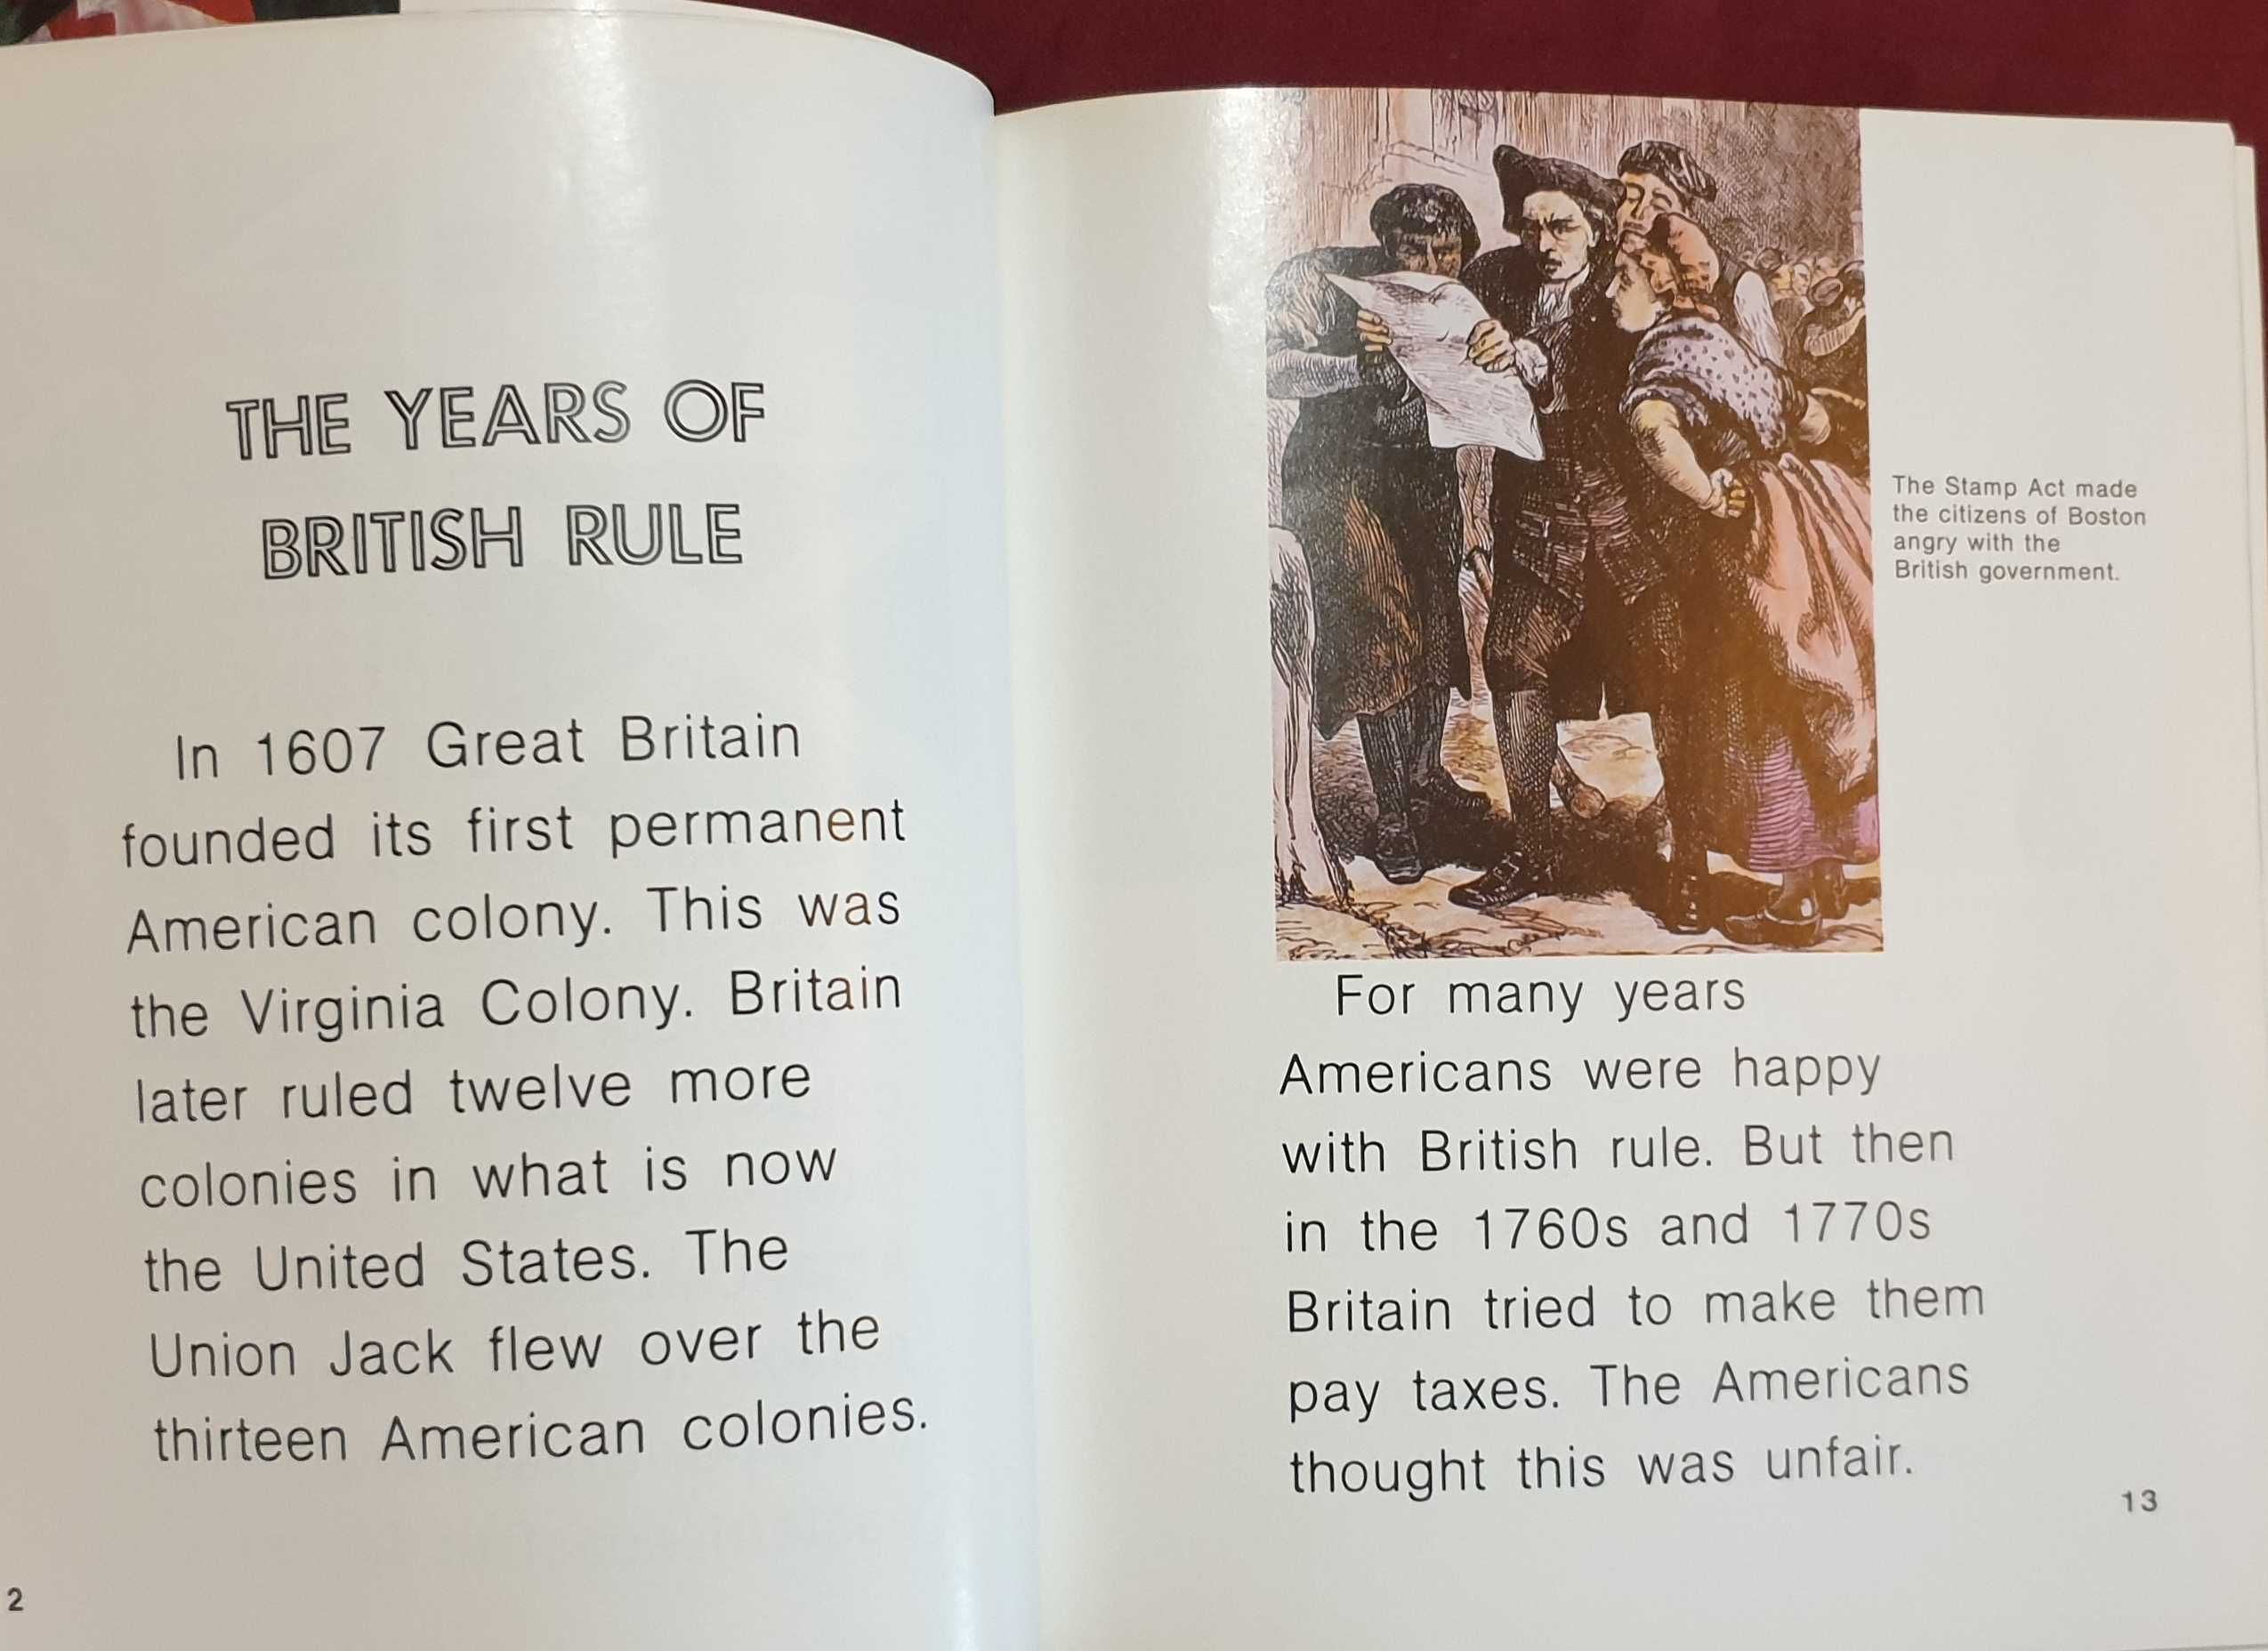 THE YEARS OF
BRITISH RULE
In 1607 Great Britain
founded its first permanent
American colony. This was
the Virginia Colony. Britain
later ruled twelve more
colonies in what is now
the United States. The
Union Jack flew over the
thirteen American colonies.
2
The Stamp Act made
the citizens of Boston
angry with the
British government.
For many years
Americans were happy
with British rule. But then
in the 1760s and 1770s
Britain tried to make them
pay taxes. The Americans
thought this was unfair.
13